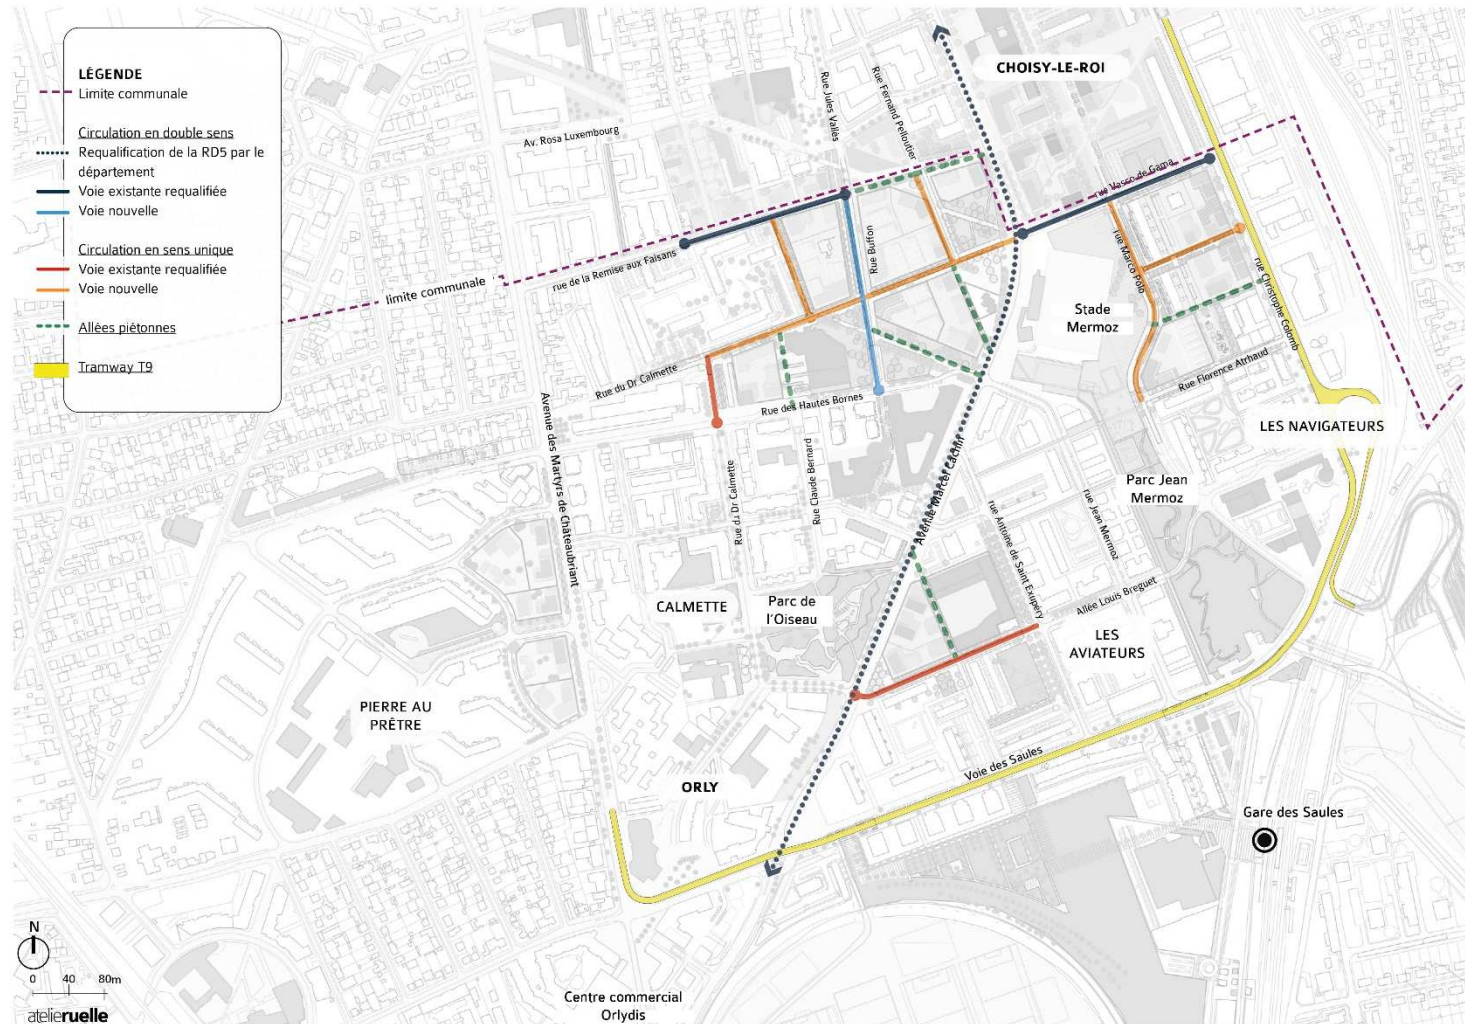 LÉGENDE
Limite communale
Circulation en double sens
Requalification de la RD5 par le
département
Voie existante requalifiée
Voie nouvelle
Circulation en sens unique
Voie existante requalifiée
Voie nouvelle
Allées piétonnes
Tramway T9
CHOISY-LE-ROI
Rue Jules Vallès
Rue Fernand Pelloutier
Av. Rosa Luxembourg
rue Vasco de Gama
rue de la Remise aux Faisans
Rue Buffon
rue Marco Polo
rue Christophe Colomb
limite communale
Stade
Mermoz
Rue du Dr Calmette
Rue des Hautes Bornes
Rue Florence Atrhaud
Avenue des Martyrs de Châteaubriant
LES NAVIGATEURS
Rue du Dr Calmette
Rue Claude Bernard
Avenue Marcel Cachin
Parc Jean
Mermoz
rue Antoine de Saint Exupéry
rue Jean Mermoz
Allée Louis Breguet
CALMETTE
Parc de
l'Oiseau
LES
AVIATEURS
PIERRE AU
PRÊTRE
Voie des Saules
ORLY
Gare des Saules
N
0 40 80m
atelieruelle
Centre commercial
Orlydis